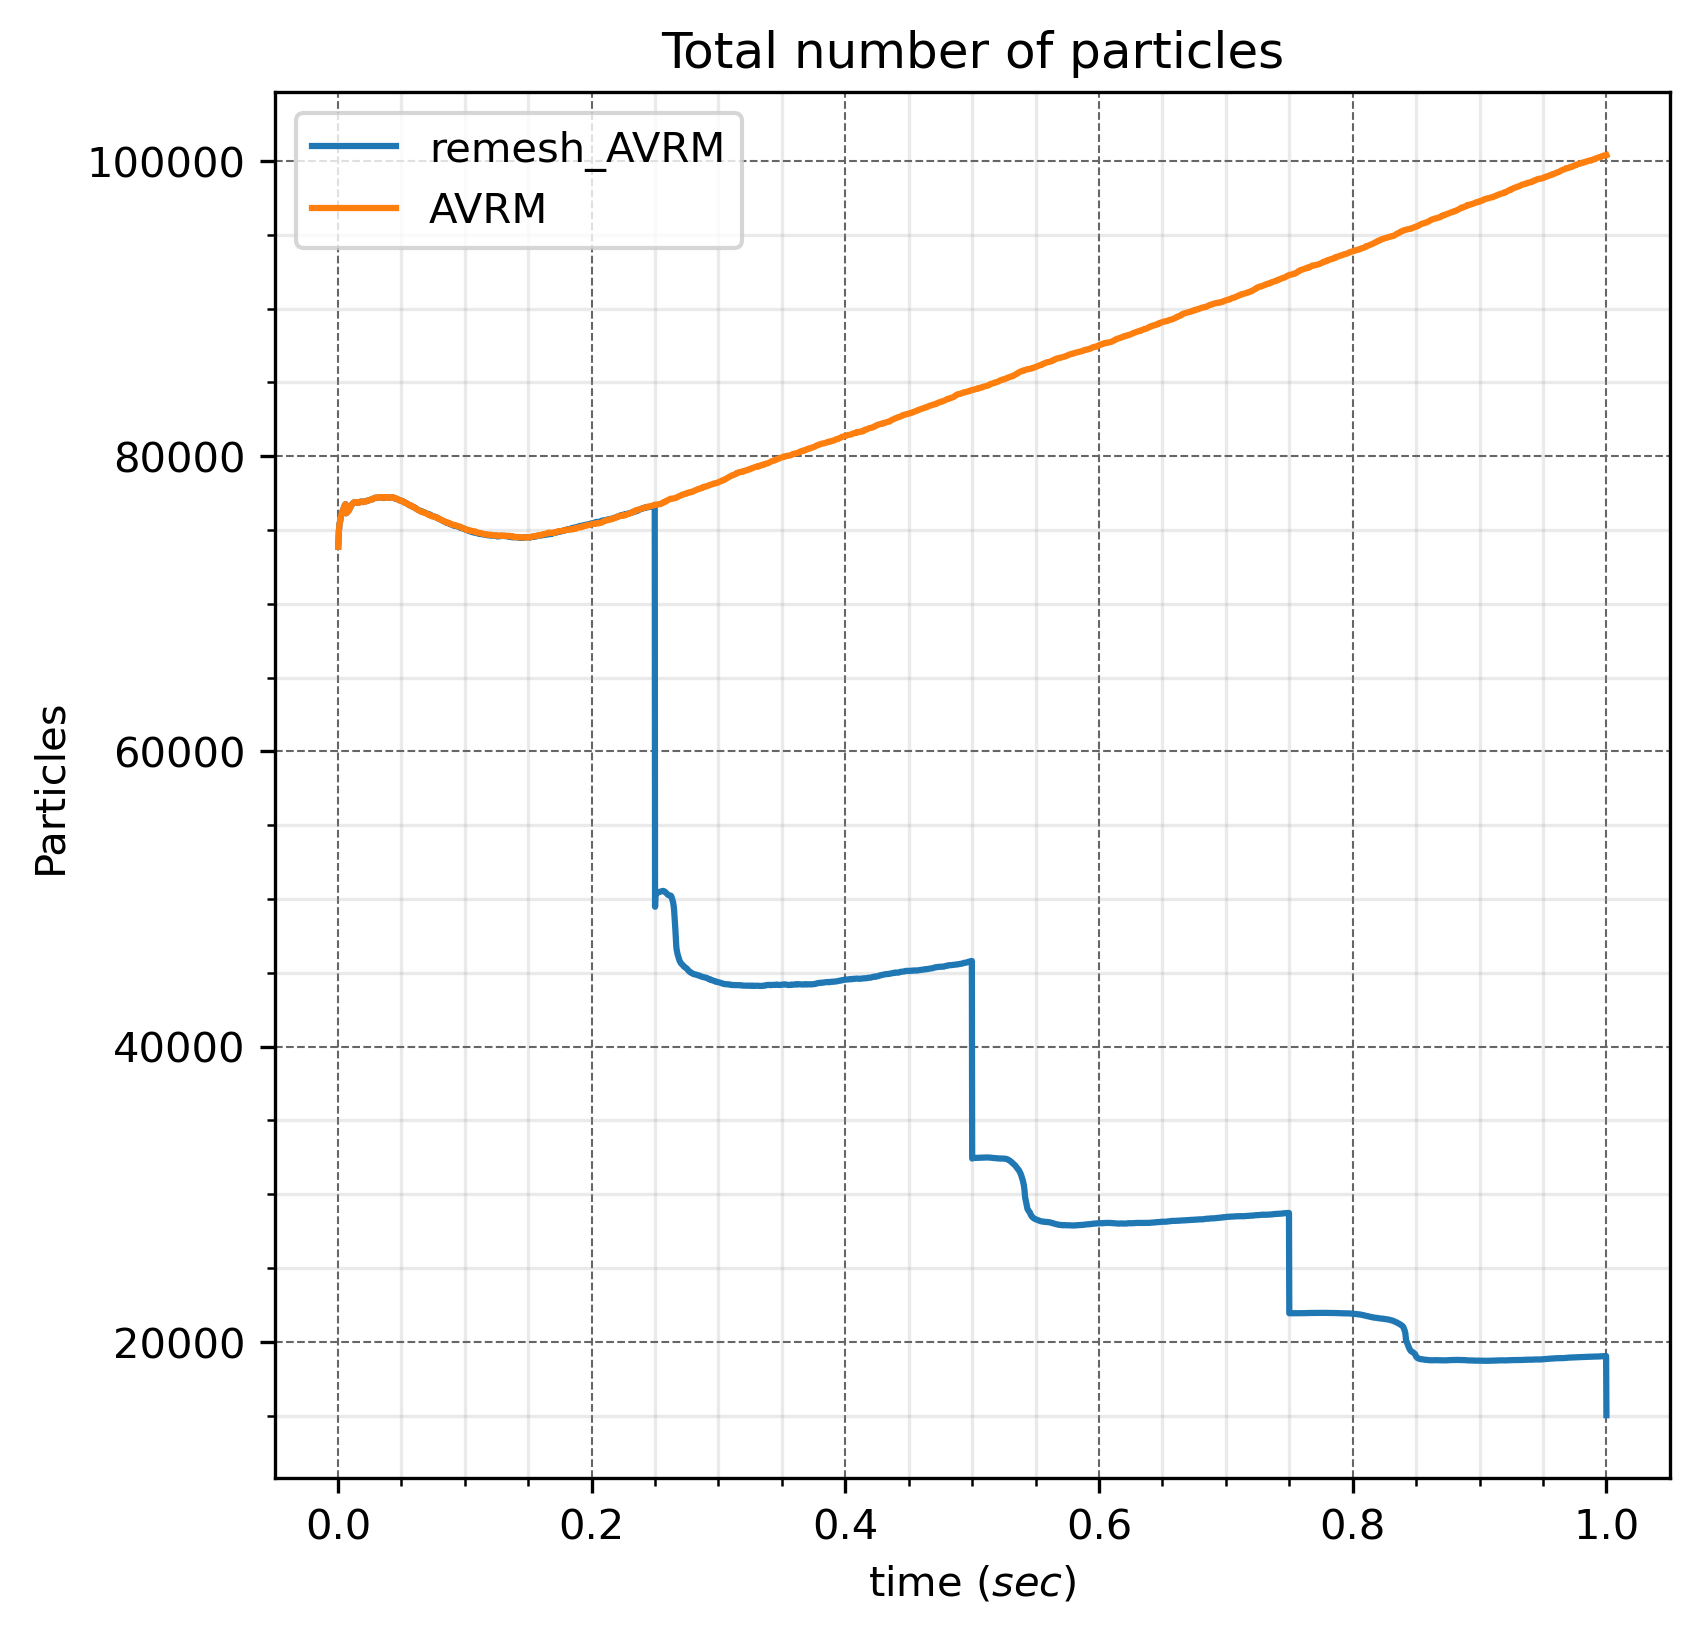 Total number of particles
remesh_AVRM
AVRM
100000
80000
60000
40000
20000
Particles
0.0 0.2 0.4 0.6 0.8 1.0
time (sec)